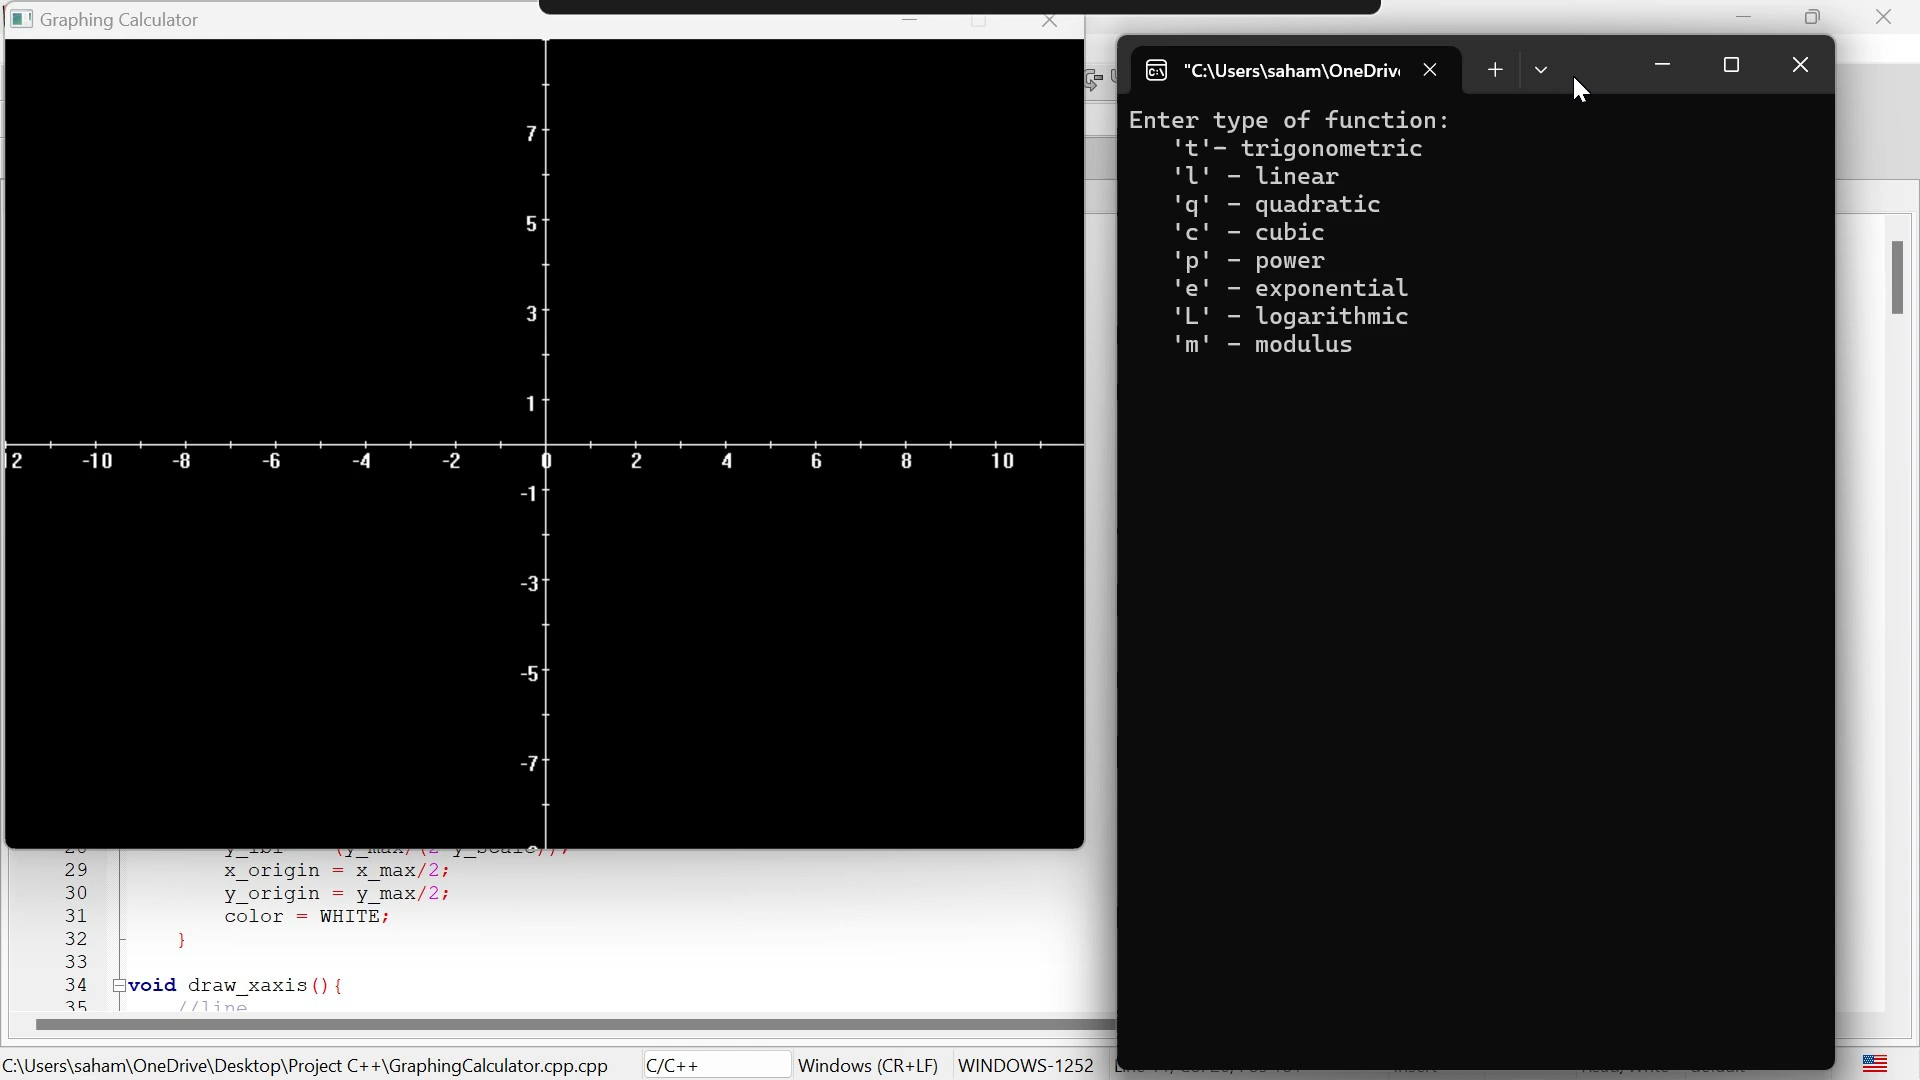 Graphing Calculator
7
5
3
1
12 -10 -8 -6 -4 -2 0 2 4 6 8 10
-1
-3
-5
-7
"C:\Users\saham\OneDriv
Enter type of function:
't'- trigonometric
'l' - linear
'q' - quadratic
'c' - cubic
'p' - power
'e' - exponential
'L' - logarithmic
'm' - modulus
29 x_origin = x_max/2;
30 y_origin = y_max/2;
31 color = WHITE;
32 }
33
34 void draw_xaxis(){
35 //line
C:\Users\saham\OneDrive\Desktop\Project C++\GraphingCalculator.cpp.cpp C/C++ Windows (CR+LF) WINDOWS-1252